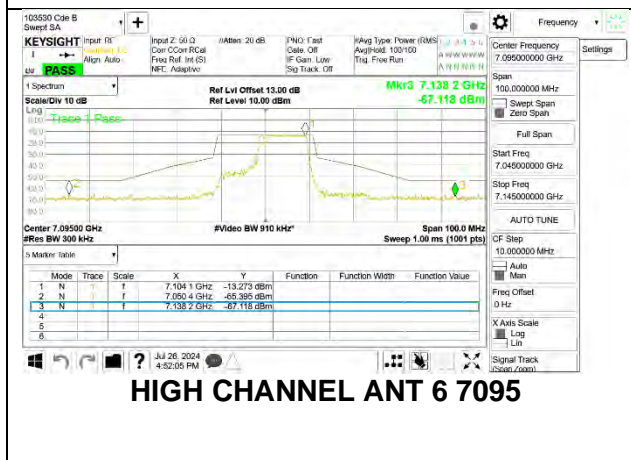 103530 Cde B
Swept SA
Frequency
Settings
KEYSIGHT
Input: RF
Align: Auto
PASS
Input Z: 50 Ω
Corr CCorr RCal
Freq Ref: Int (S)
NFE: Adaptive
#Atten: 20 dB
PNO: Fast
Gate: Off
IF Gain: Low
Sig Track: Off
#Avg Type: Power (RMS)
Avg|Hold: 100/100
Trig: Free Run
1 Spectrum
Scale/Div 10 dB
Log
Ref Lvl Offset 13.00 dB
Ref Level 10.00 dBm
Mkr3 7.138 2 GHz
-67.118 dBm
Trace 1 Pass
Center 7.09500 GHz
#Res BW 300 kHz
#Video BW 910 kHz*
Span 100.0 MHz
Sweep 1.00 ms (1001 pts)
5 Marker Table
Mode Trace Scale X Y Function Function Width Function Value
1 N 1 f 7.104 1 GHz -13.273 dBm
2 N 1 f 7.050 4 GHz -65.395 dBm
3 N 1 f 7.138 2 GHz -67.118 dBm
4
5
6
Jul 26, 2024
4:52:05 PM
Center Frequency
7.095000000 GHz
Span
100.000000 MHz
Swept Span
Zero Span
Full Span
Start Freq
7.045000000 GHz
Stop Freq
7.145000000 GHz
AUTO TUNE
CF Step
10.000000 MHz
Auto
Man
Freq Offset
0 Hz
X Axis Scale
Log
Lin
Signal Track
(Span Zoom)
HIGH CHANNEL ANT 6 7095